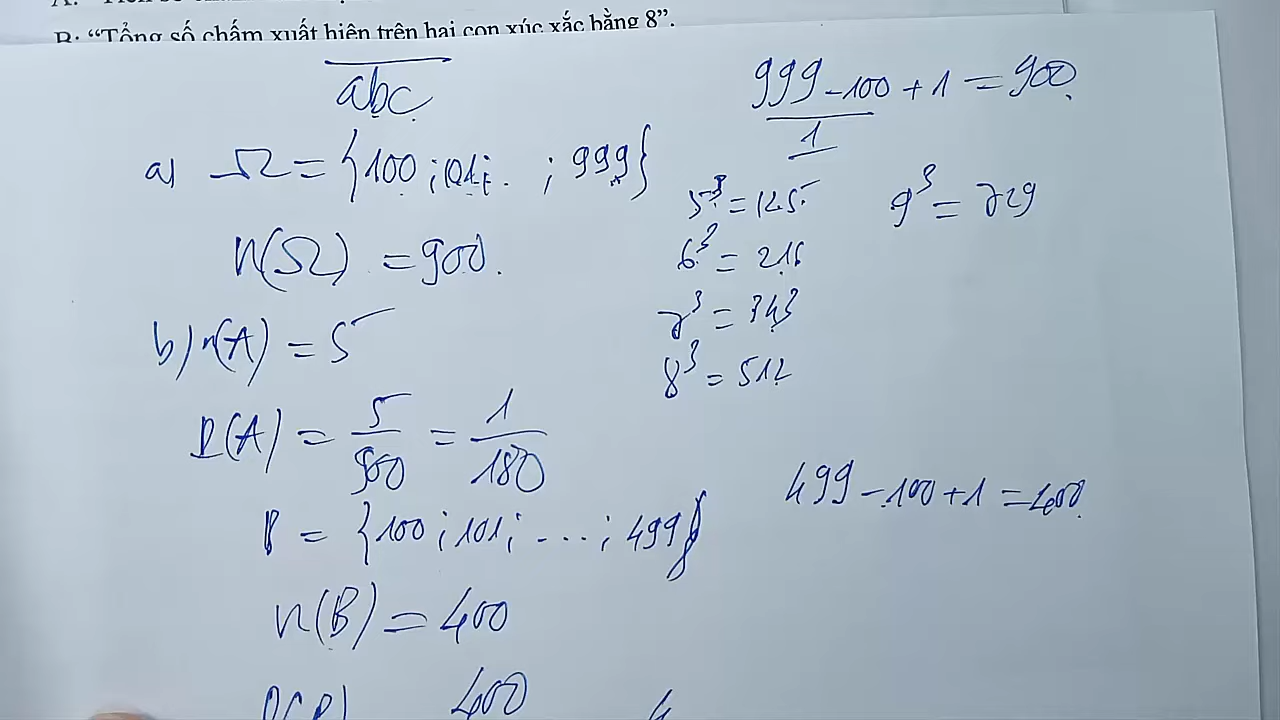 B: “Tổng số chấm xuất hiện trên hai con xúc xắc bằng 8”.
abc
999 - 100 + 1 = 900
1
a) Ω = {100 ; 101; . ; 999}
5³ = 125
9³ = 729
n(Ω) = 900.
6³ = 216
7³ = 343
b) n(A) = 5
8³ = 512
P(A) = 5/900 = 1/180
499 - 100 + 1 = 400
B = {100 ; 101 ; ... ; 499}
n(B) = 400
P(B) 400 4